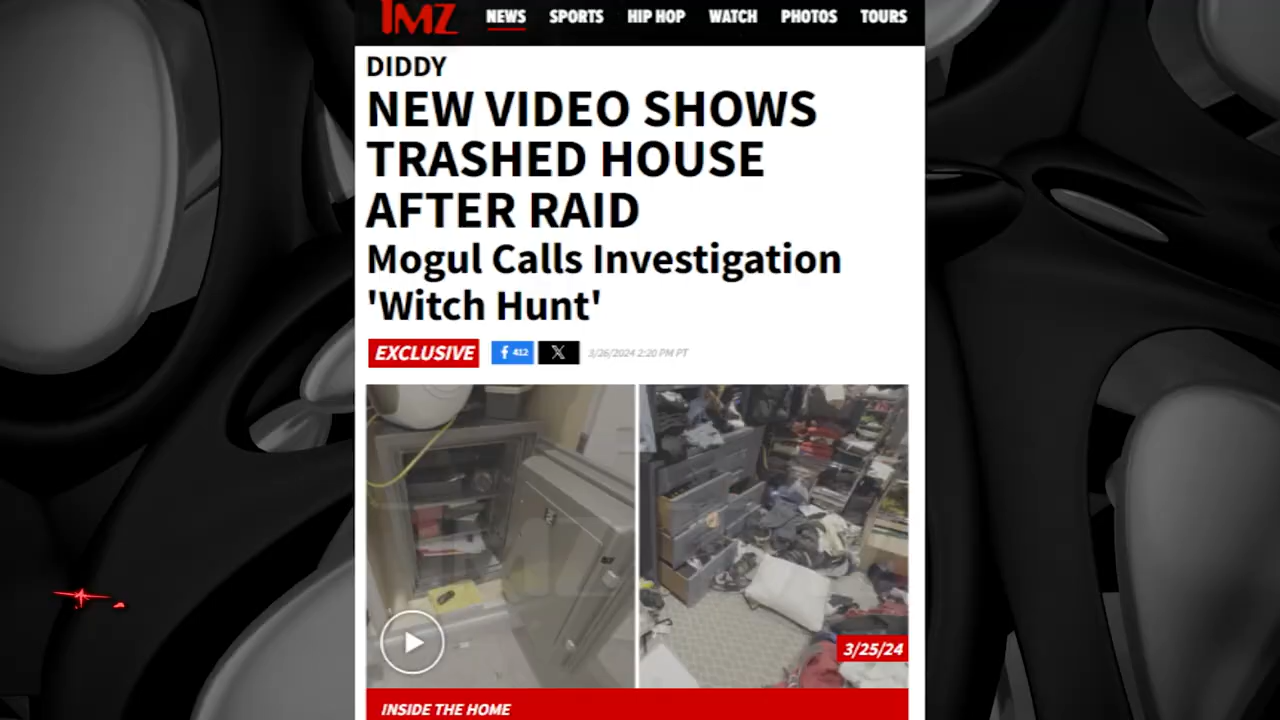 TMZ NEWS SPORTS HIP HOP WATCH PHOTOS TOURS
DIDDY
NEW VIDEO SHOWS
TRASHED HOUSE
AFTER RAID
Mogul Calls Investigation
'Witch Hunt'
EXCLUSIVE f 412 X 3/26/2024 2:20 PM PT
3/25/24
INSIDE THE HOME